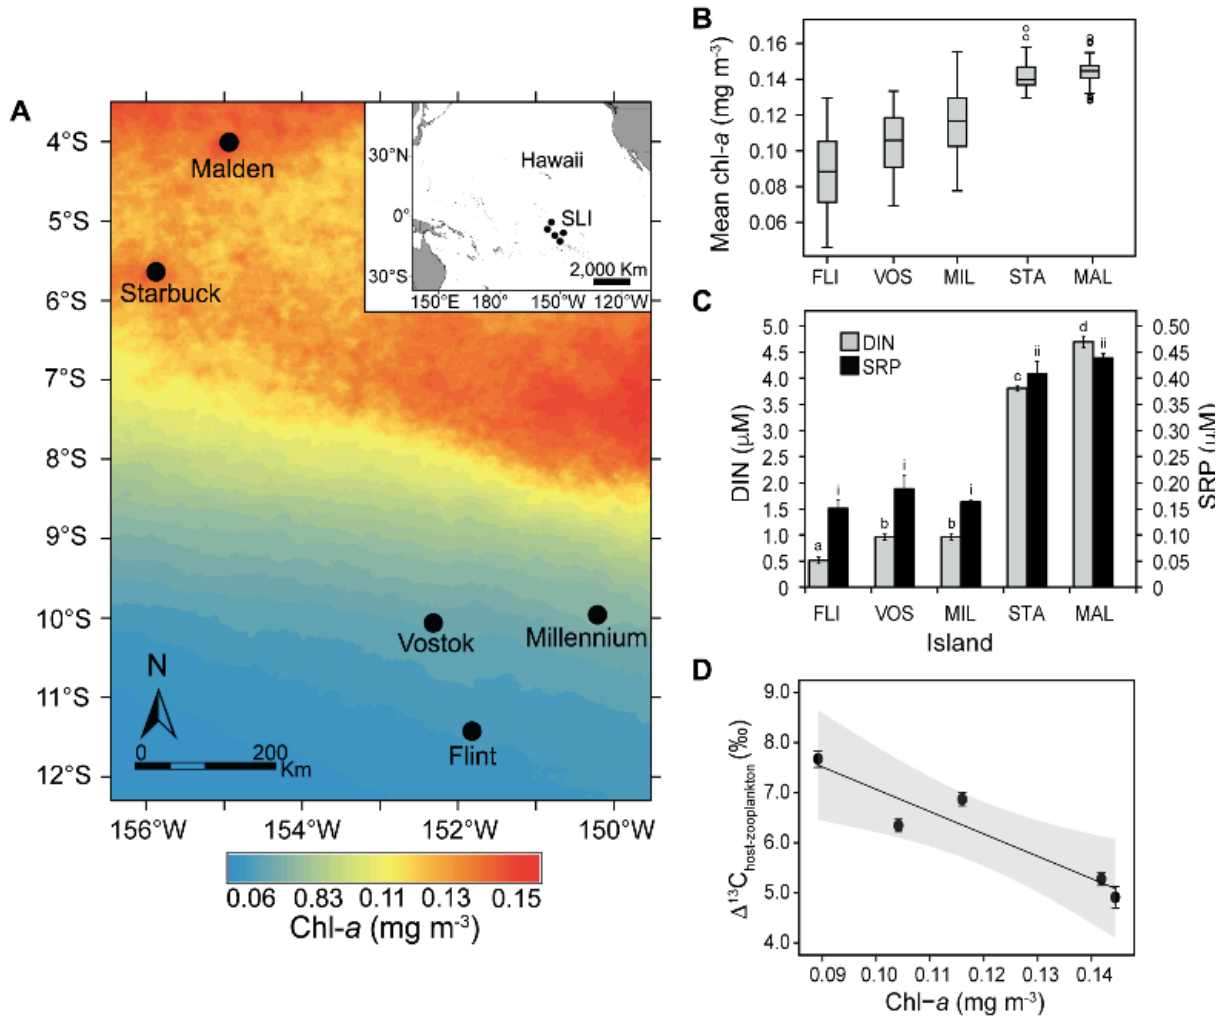 A
4°S
5°S
6°S
7°S
8°S
9°S
10°S
11°S
12°S
Malden
Starbuck
Vostok
Millennium
Flint
N
0 200
Km
156°W 154°W 152°W 150°W
30°N
0°
30°S
Hawaii
SLI
2,000 Km
150°E 180° 150°W 120°W
0.06 0.83 0.11 0.13 0.15
Chl-a (mg m-3)
B
Mean chl-a (mg m-3)
0.16
0.14
0.12
0.10
0.08
0.06
FLI VOS MIL STA MAL
C
DIN (μM)
5.0
4.5
4.0
3.5
3.0
2.5
2.0
1.5
1.0
0.5
0
DIN
SRP
a i b i b i c ii d ii
0.50
0.45
0.40
0.35
0.30
0.25
0.20
0.15
0.10
0.05
0
SRP (μM)
FLI VOS MIL STA MAL
Island
D
Δ13Chost-zooplankton (‰)
9.0
8.0
7.0
6.0
5.0
4.0
0.09 0.10 0.11 0.12 0.13 0.14
Chl-a (mg m-3)